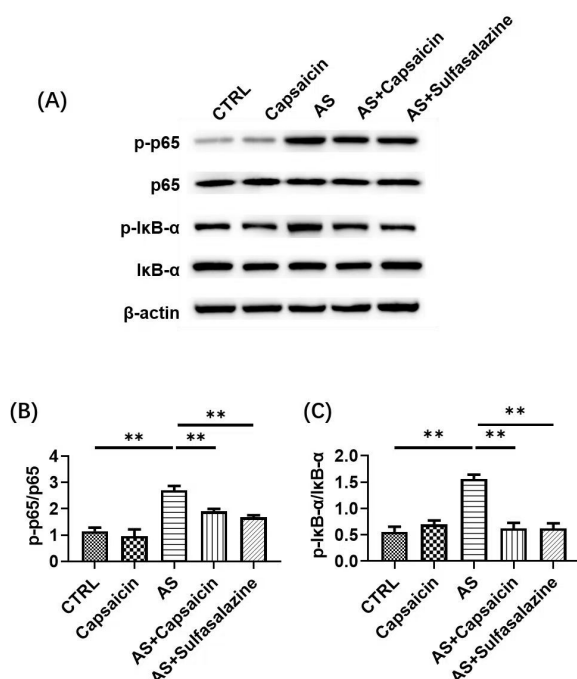 (A)
CTRL
Capsaicin
AS
AS+Capsaicin
AS+Sulfasalazine
p-p65
p65
p-IκB-α
IκB-α
β-actin
(B)
**
**
**
p-p65/p65
4
3
2
1
0
CTRL
Capsaicin
AS
AS+Capsaicin
AS+Sulfasalazine
(C)
**
**
**
p-IκB-α/IκB-α
2.0
1.5
1.0
0.5
0.0
CTRL
Capsaicin
AS
AS+Capsaicin
AS+Sulfasalazine